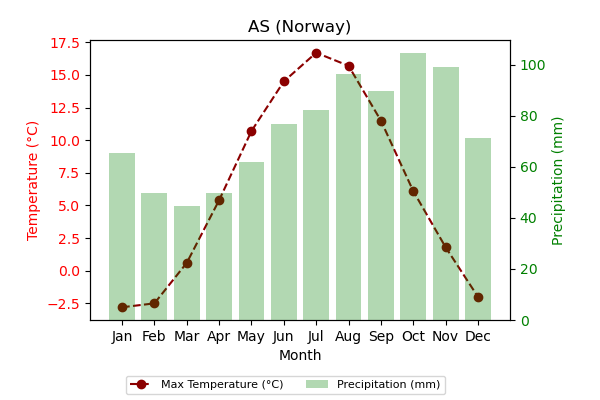 AS (Norway)
17.5
15.0
12.5
10.0
7.5
5.0
2.5
0.0
−2.5
Temperature (°C)
100
80
60
40
20
0
Precipitation (mm)
Jan Feb Mar Apr May Jun Jul Aug Sep Oct Nov Dec
Month
Max Temperature (°C) Precipitation (mm)